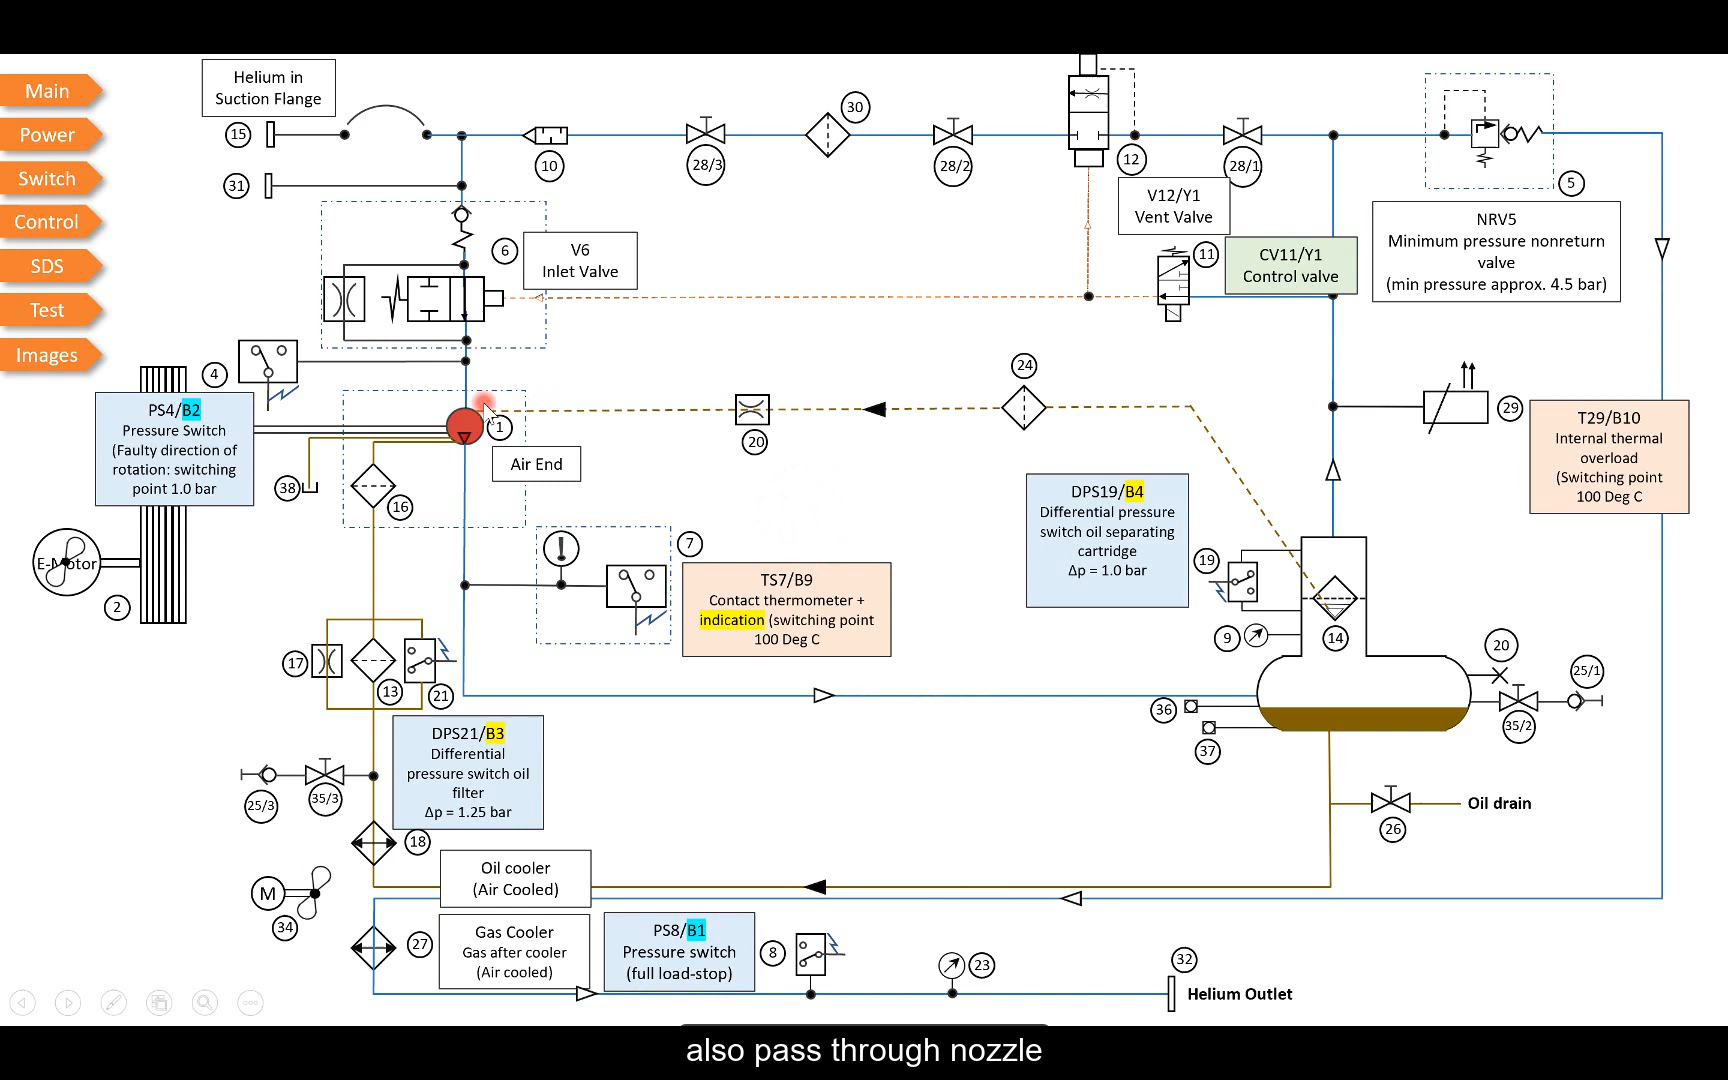 Main
Power
Switch
Control
SDS
Test
Images
Helium in
Suction Flange
15
31
10
28/3
30
28/2
12
28/1
5
V12/Y1
Vent Valve
11
CV11/Y1
Control valve
NRV5
Minimum pressure nonreturn
valve
(min pressure approx. 4.5 bar)
6
V6
Inlet Valve
4
PS4/B2
Pressure Switch
(Faulty direction of
rotation: switching
point 1.0 bar
1
Air End
20
24
29
T29/B10
Internal thermal
overload
(Switching point
100 Deg C
38
16
E-Motor
2
7
TS7/B9
Contact thermometer +
indication (switching point
100 Deg C
DPS19/B4
Differential pressure
switch oil separating
cartridge
Δp = 1.0 bar
19
9
14
20
25/1
35/2
36
37
17
13
21
DPS21/B3
Differential
pressure switch oil
filter
Δp = 1.25 bar
25/3
35/3
18
26
Oil drain
Oil cooler
(Air Cooled)
M
34
27
Gas Cooler
Gas after cooler
(Air cooled)
PS8/B1
Pressure switch
(full load-stop)
8
23
32
Helium Outlet
also pass through nozzle